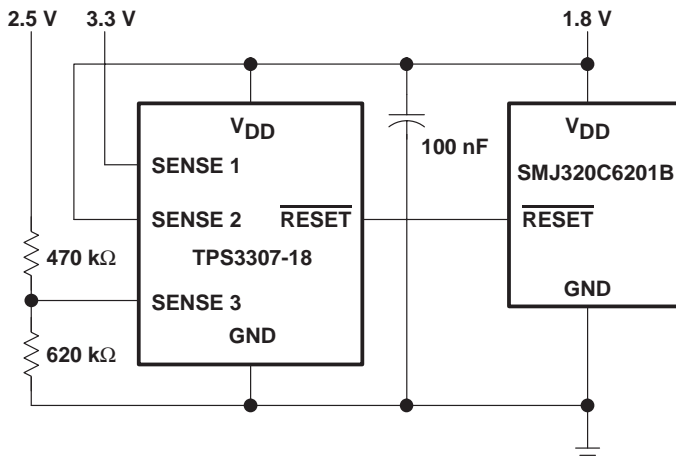 2.5 V 3.3 V 1.8 V
VDD
VDD
100 nF
SENSE 1
SMJ320C6201B
SENSE 2 RESET
RESET
470 kΩ
TPS3307-18
GND
SENSE 3
GND
620 kΩ